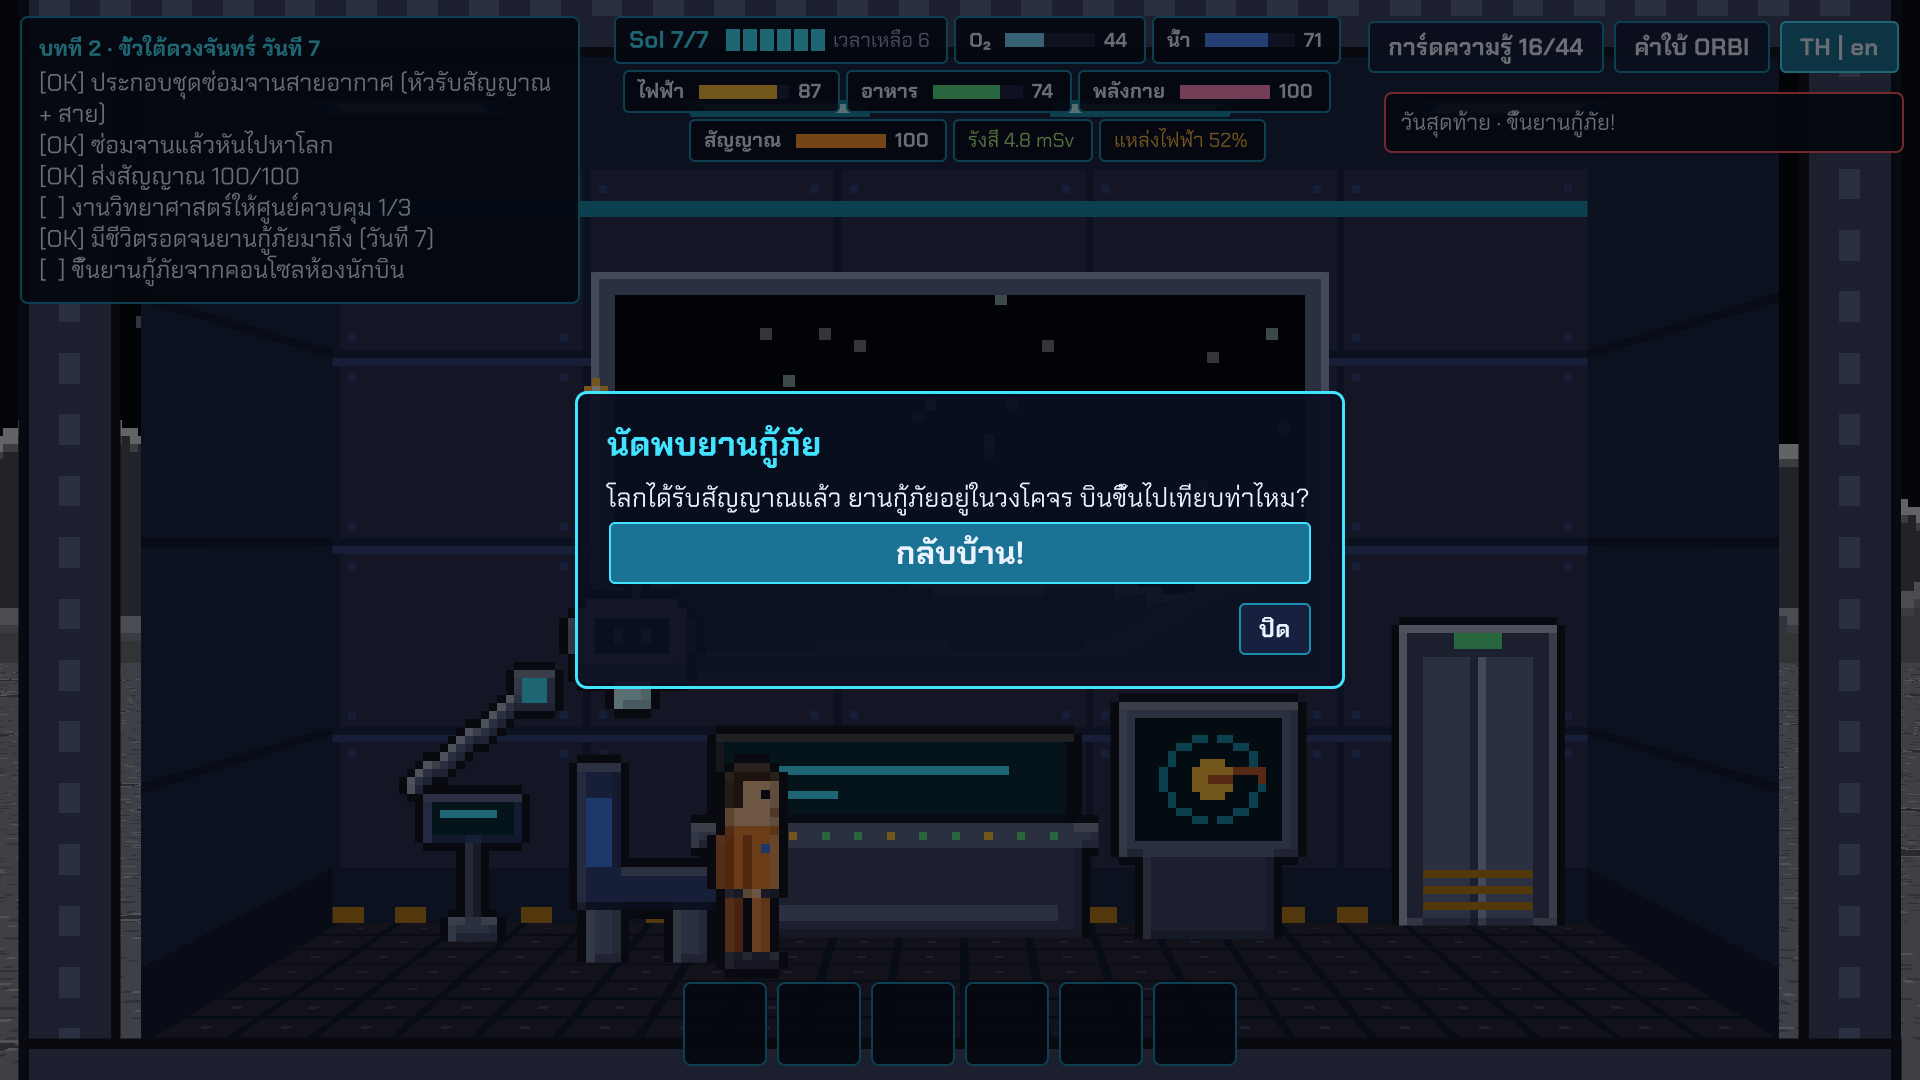 บทที่ 2 · ขั้วใต้ดวงจันทร์ วันที่ 7
[OK] ประกอบชุดซ่อมจานสายอากาศ (หัวรับสัญญาณ
+ สาย)
[OK] ซ่อมจานแล้วหันไปหาโลก
[OK] ส่งสัญญาณ 100/100
[ ] งานวิทยาศาสตร์ให้ศูนย์ควบคุม 1/3
[OK] มีชีวิตรอดจนยานกู้ภัยมาถึง (วันที่ 7)
[ ] ขึ้นยานกู้ภัยจากคอนโซลห้องนักบิน
Sol 7/7 เวลาเหลือ 6
O₂ 44
น้ำ 71
ไฟฟ้า 87
อาหาร 74
พลังกาย 100
สัญญาณ 100
รังสี 4.8 mSv
แหล่งไฟฟ้า 52%
การ์ดความรู้ 16/44
คำใบ้ ORBI
TH | en
วันสุดท้าย · ขึ้นยานกู้ภัย!
นัดพบยานกู้ภัย
โลกได้รับสัญญาณแล้ว ยานกู้ภัยอยู่ในวงโคจร บินขึ้นไปเทียบท่าไหม?
กลับบ้าน!
ปิด